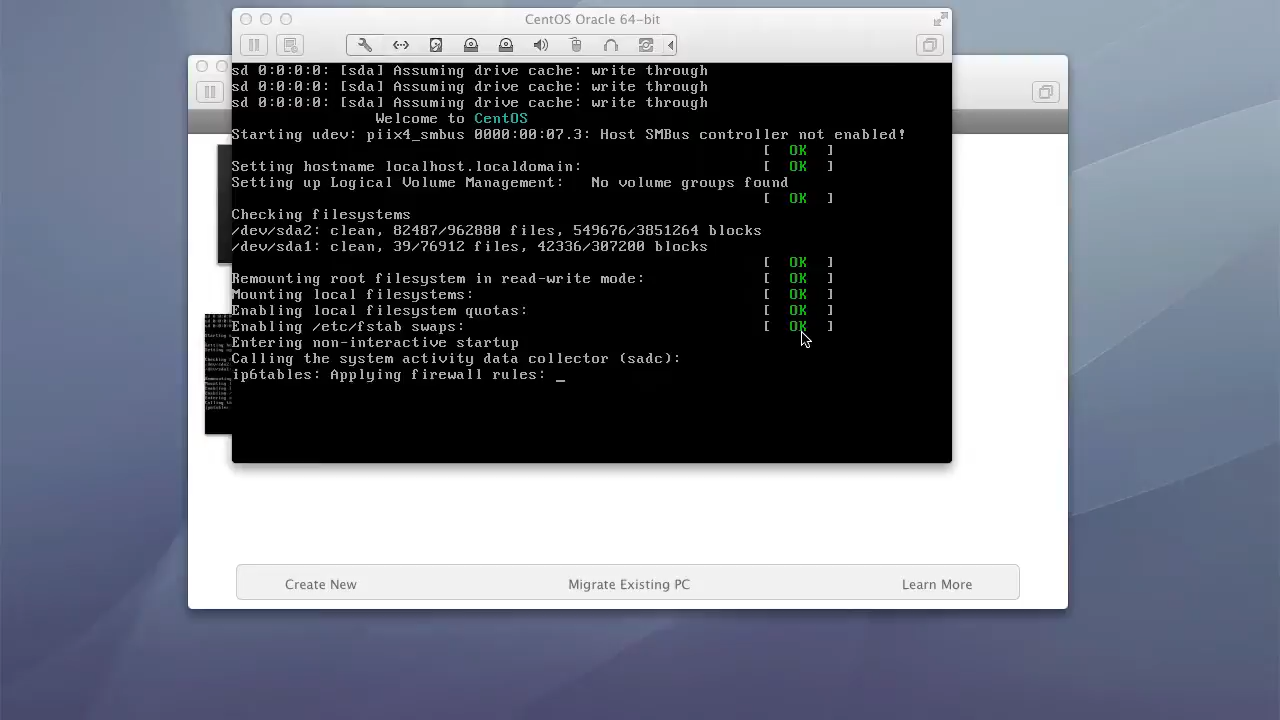 CentOS Oracle 64-bit
sd 0:0:0:0: [sda] Assuming drive cache: write through
sd 0:0:0:0: [sda] Assuming drive cache: write through
sd 0:0:0:0: [sda] Assuming drive cache: write through
Welcome to CentOS
Starting udev: piix4_smbus 0000:00:07.3: Host SMBus controller not enabled!
[ OK ]
Setting hostname localhost.localdomain: [ OK ]
Setting up Logical Volume Management: No volume groups found
[ OK ]
Checking filesystems
/dev/sda2: clean, 82487/962880 files, 549676/3851264 blocks
/dev/sda1: clean, 39/76912 files, 42336/307200 blocks
[ OK ]
Remounting root filesystem in read-write mode: [ OK ]
Mounting local filesystems: [ OK ]
Enabling local filesystem quotas: [ OK ]
Enabling /etc/fstab swaps: [ OK ]
Entering non-interactive startup
Calling the system activity data collector (sadc):
ip6tables: Applying firewall rules: _
Create New Migrate Existing PC Learn More